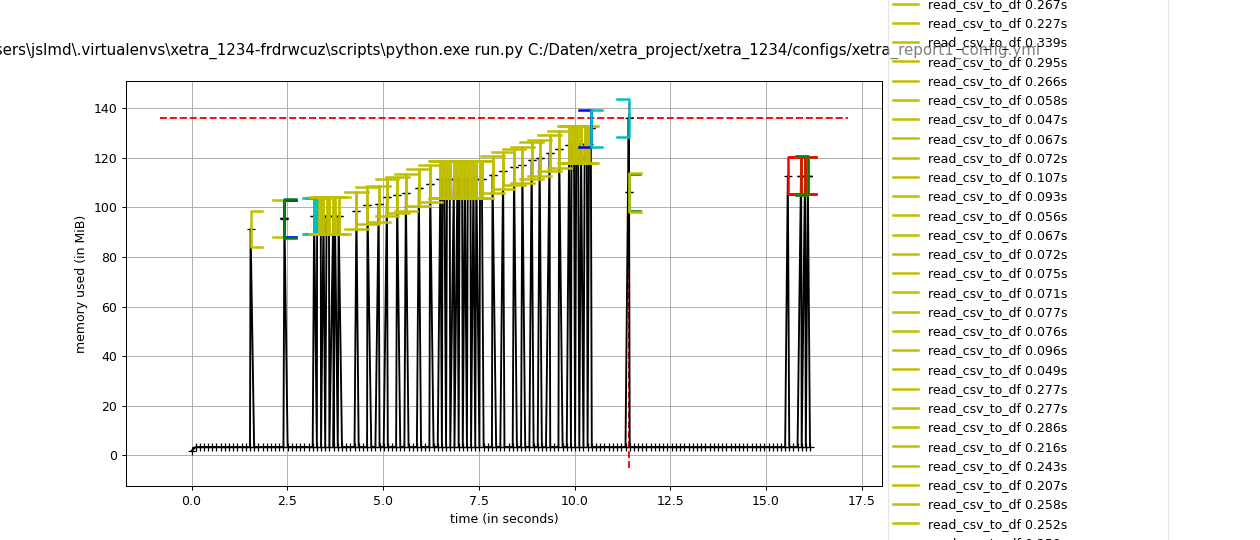 sers\jslmd\.virtualenvs\xetra_1234-frdrwcuz\scripts\python.exe run.py C:/Daten/xetra_project/xetra_1234/configs/xetra_report1_config.yml
140
120
100
80
60
40
20
0
memory used (in MiB)
0.0 2.5 5.0 7.5 10.0 12.5 15.0 17.5
time (in seconds)
read_csv_to_df 0.267s
read_csv_to_df 0.227s
read_csv_to_df 0.339s
read_csv_to_df 0.295s
read_csv_to_df 0.266s
read_csv_to_df 0.058s
read_csv_to_df 0.047s
read_csv_to_df 0.067s
read_csv_to_df 0.072s
read_csv_to_df 0.107s
read_csv_to_df 0.093s
read_csv_to_df 0.056s
read_csv_to_df 0.067s
read_csv_to_df 0.072s
read_csv_to_df 0.075s
read_csv_to_df 0.071s
read_csv_to_df 0.077s
read_csv_to_df 0.076s
read_csv_to_df 0.096s
read_csv_to_df 0.049s
read_csv_to_df 0.277s
read_csv_to_df 0.277s
read_csv_to_df 0.286s
read_csv_to_df 0.216s
read_csv_to_df 0.243s
read_csv_to_df 0.207s
read_csv_to_df 0.258s
read_csv_to_df 0.252s